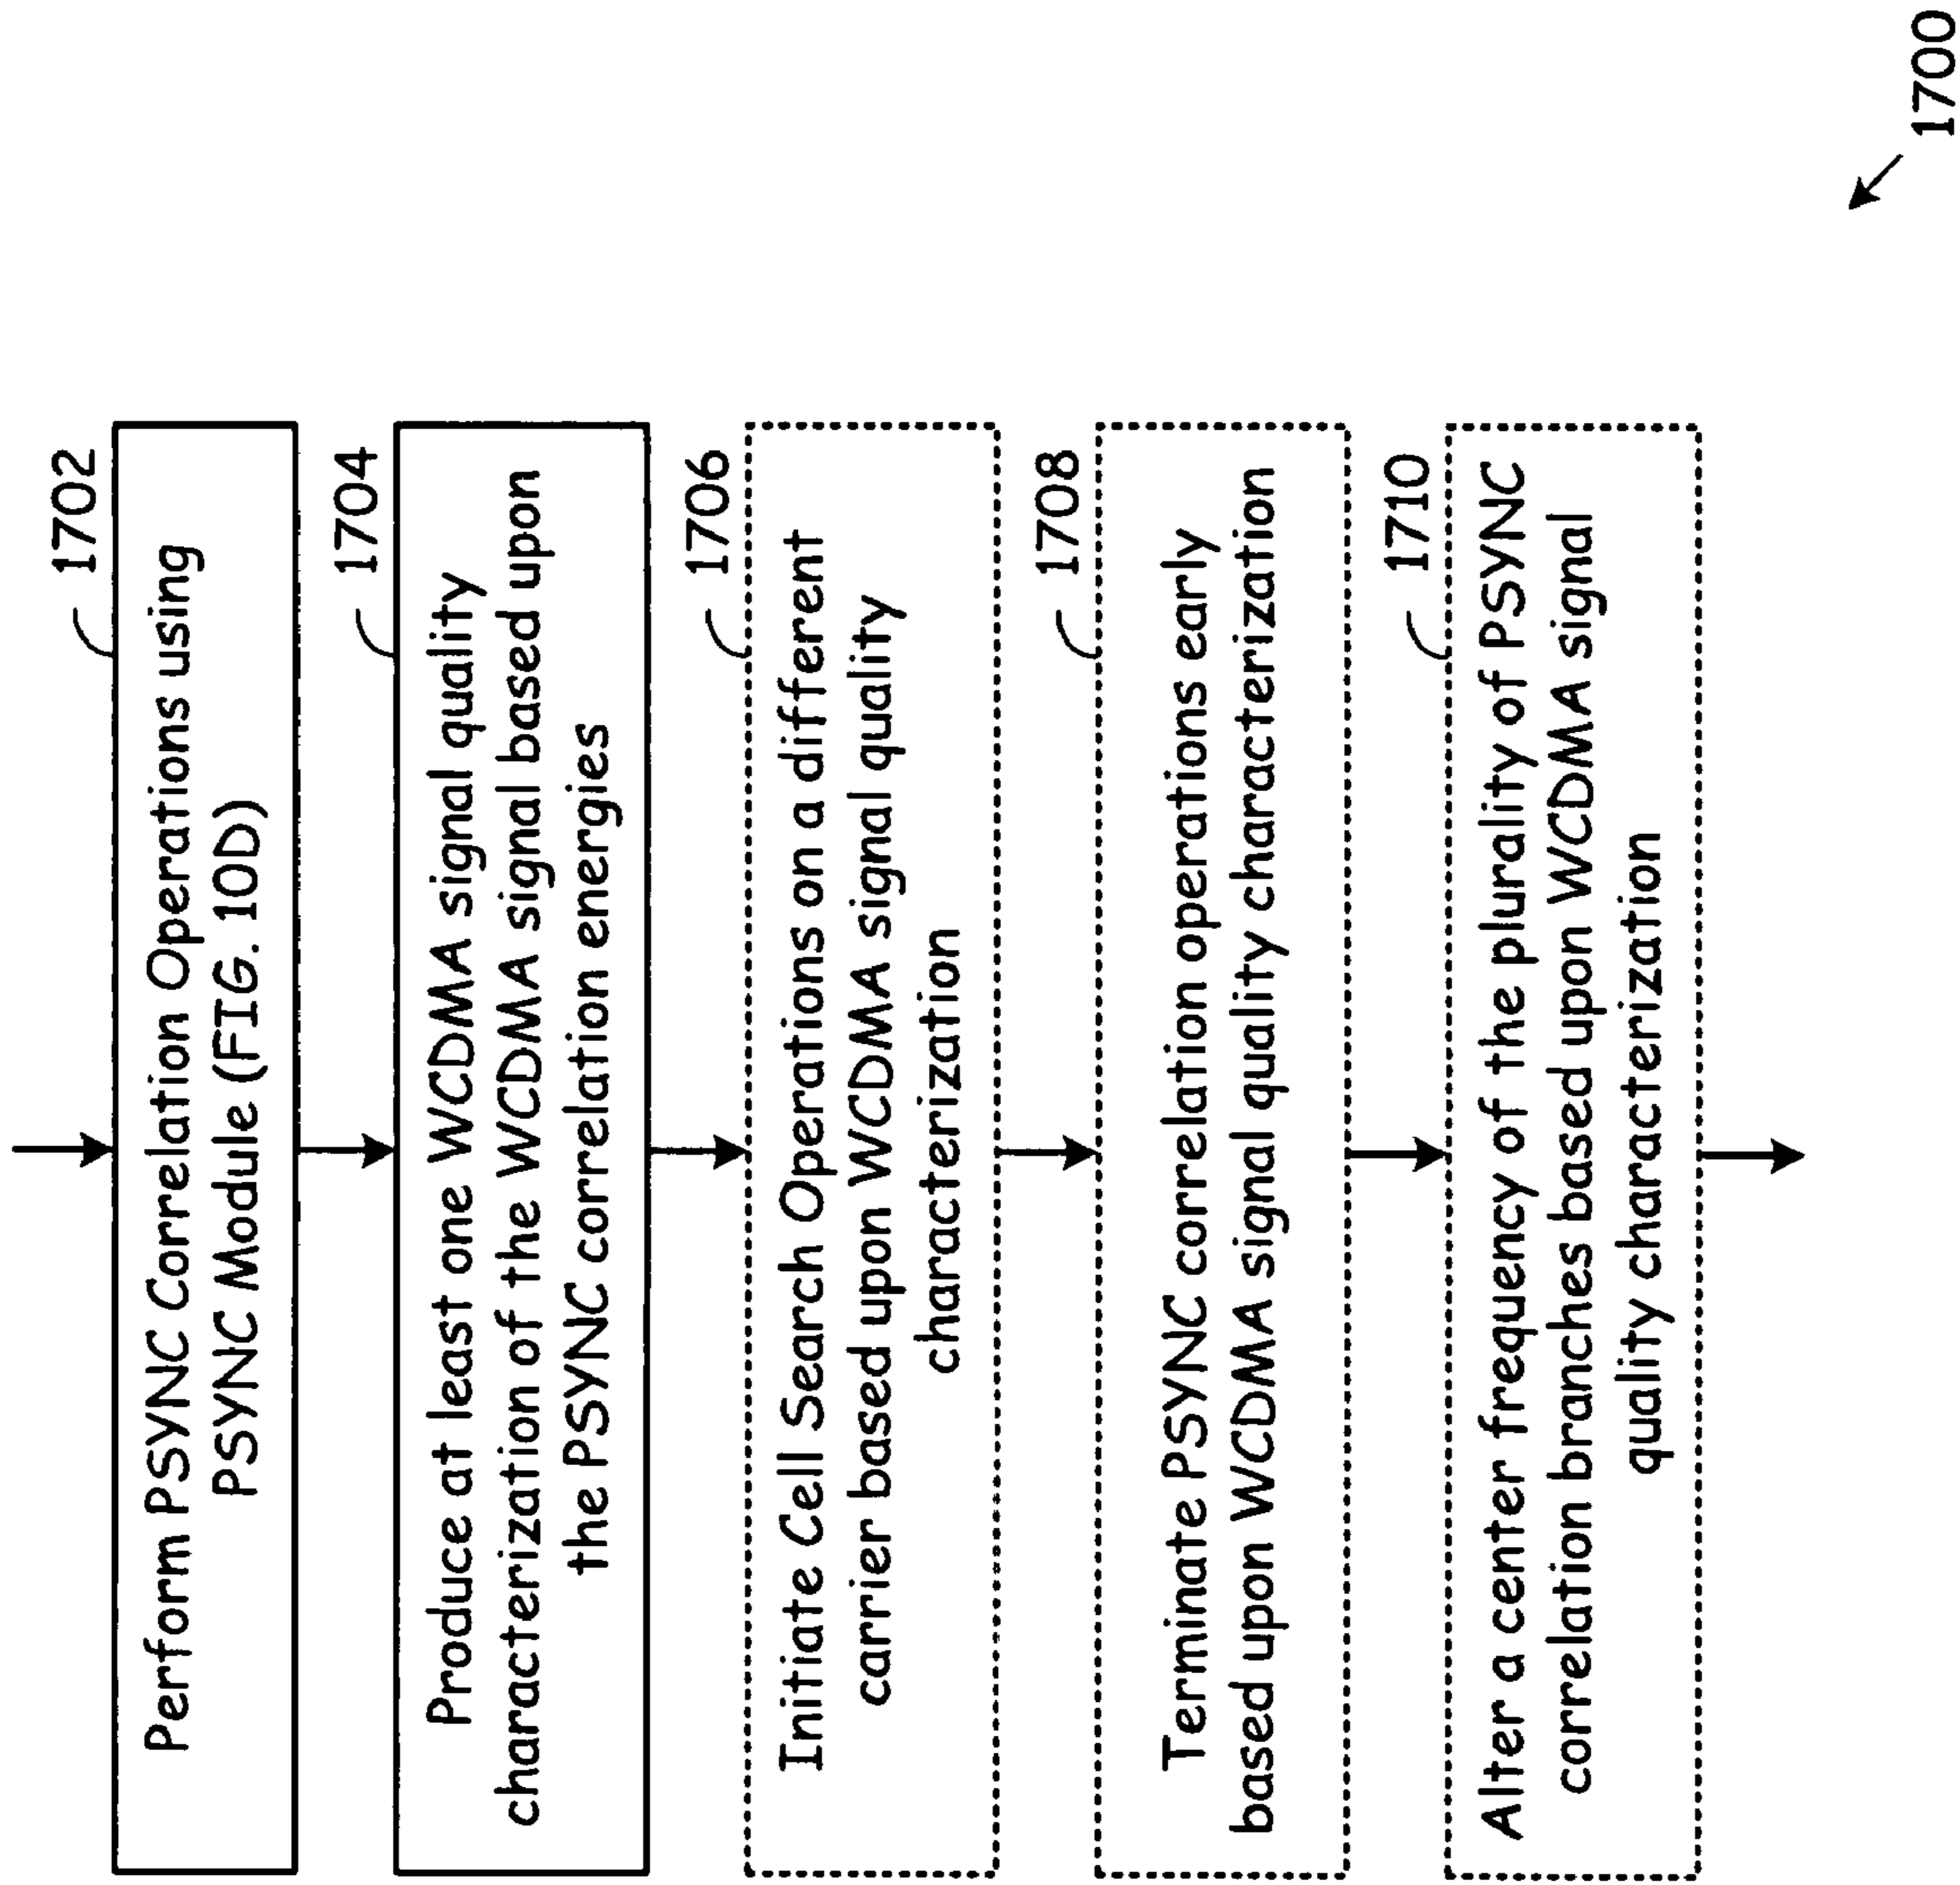 1702
Perform PSYNC Correlation Operations using
PSYNC Module (FIG. 10D)
1704
Produce at least one WCDMA signal quality
characterization of the WCDMA signal based upon
the PSYNC correlation energies
1706
Initiate Cell Search Operations on a different
carrier based upon WCDMA signal quality
characterization
1708
Terminate PSYNC correlation operations early
based upon WCDMA signal quality characterization
1710
Alter a center frequency of the plurality of PSYNC
correlation branches based upon WCDMA signal
quality characterization
1700